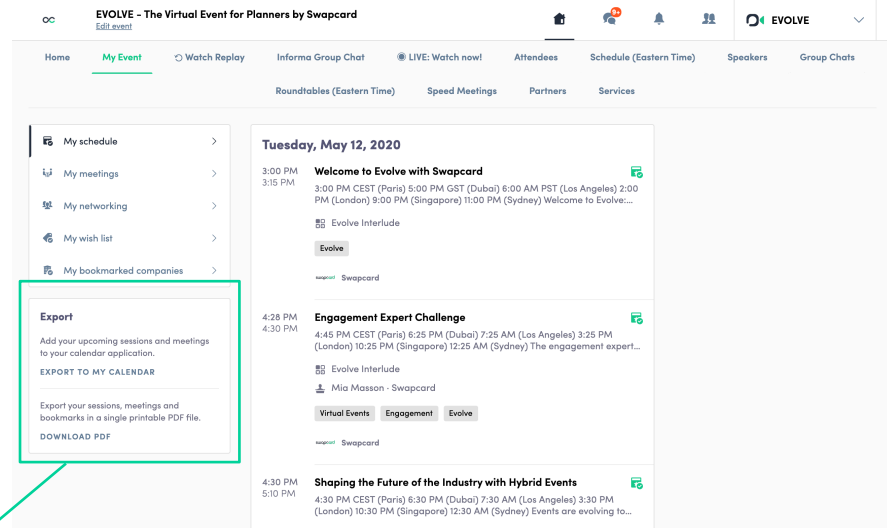 EVOLVE - The Virtual Event for Planners by Swapcard
Edit event
9+
EVOLVE
Home My Event Watch Replay Informa Group Chat LIVE: Watch now! Attendees Schedule (Eastern Time) Speakers Group Chats
Roundtables (Eastern Time) Speed Meetings Partners Services
My schedule
My meetings
My networking
My wish list
My bookmarked companies
Export
Add your upcoming sessions and meetings
to your calendar application.
EXPORT TO MY CALENDAR
Export your sessions, meetings and
bookmarks in a single printable PDF file.
DOWNLOAD PDF
Tuesday, May 12, 2020
3:00 PM
3:15 PM
Welcome to Evolve with Swapcard
3:00 PM CEST (Paris) 5:00 PM GST (Dubai) 6:00 AM PST (Los Angeles) 2:00
PM (London) 9:00 PM (Singapore) 11:00 PM (Sydney) Welcome to Evolve:...
Evolve Interlude
Evolve
swapcard Swapcard
4:28 PM
4:30 PM
Engagement Expert Challenge
4:45 PM CEST (Paris) 6:25 PM (Dubai) 7:25 AM (Los Angeles) 3:25 PM
(London) 10:25 PM (Singapore) 12:25 AM (Sydney) The engagement expert...
Evolve Interlude
Mia Masson - Swapcard
Virtual Events Engagement Evolve
swapcard Swapcard
4:30 PM
5:10 PM
Shaping the Future of the Industry with Hybrid Events
4:30 PM CEST (Paris) 6:30 PM (Dubai) 7:30 AM (Los Angeles) 3:30 PM
(London) 10:30 PM (Singapore) 12:30 AM (Sydney) Events are evolving to...